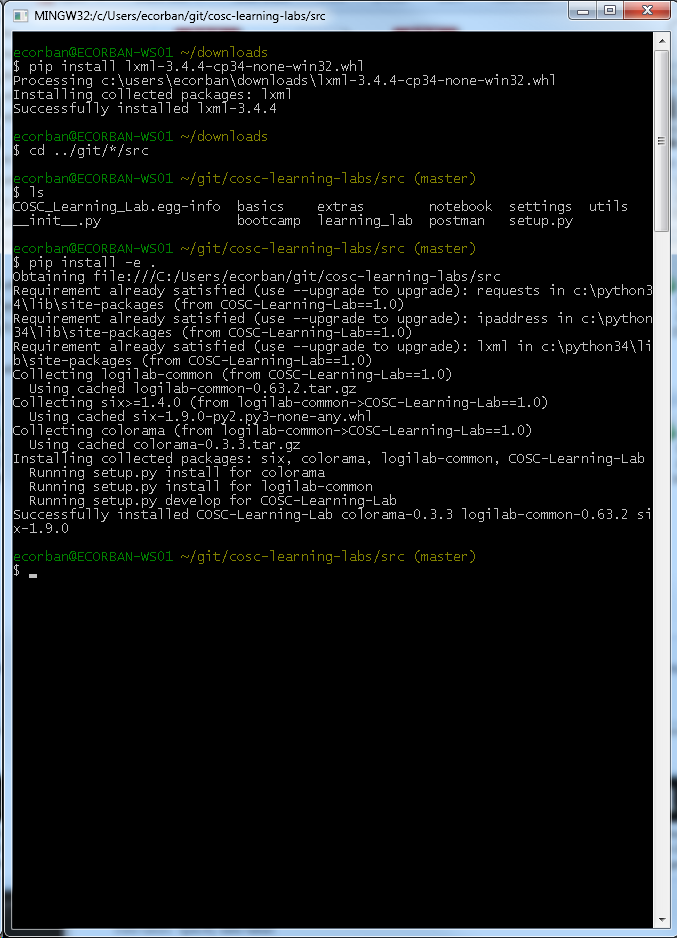 MINGW32:/c/Users/ecorban/git/cosc-learning-labs/src
ecorban@ECORBAN-WS01 ~/downloads
$ pip install lxml-3.4.4-cp34-none-win32.whl
Processing c:\users\ecorban\downloads\lxml-3.4.4-cp34-none-win32.whl
Installing collected packages: lxml
Successfully installed lxml-3.4.4
ecorban@ECORBAN-WS01 ~/downloads
$ cd ../git/*/src
ecorban@ECORBAN-WS01 ~/git/cosc-learning-labs/src (master)
$ ls
COSC_Learning_Lab.egg-info  basics    extras        notebook  settings  utils
__init__.py                 bootcamp  learning_lab  postman   setup.py
ecorban@ECORBAN-WS01 ~/git/cosc-learning-labs/src (master)
$ pip install -e .
Obtaining file:///C:/Users/ecorban/git/cosc-learning-labs/src
Requirement already satisfied (use --upgrade to upgrade): requests in c:\python3
4\lib\site-packages (from COSC-Learning-Lab==1.0)
Requirement already satisfied (use --upgrade to upgrade): ipaddress in c:\python
34\lib\site-packages (from COSC-Learning-Lab==1.0)
Requirement already satisfied (use --upgrade to upgrade): lxml in c:\python34\li
b\site-packages (from COSC-Learning-Lab==1.0)
Collecting logilab-common (from COSC-Learning-Lab==1.0)
  Using cached logilab-common-0.63.2.tar.gz
Collecting six>=1.4.0 (from logilab-common->COSC-Learning-Lab==1.0)
  Using cached six-1.9.0-py2.py3-none-any.whl
Collecting colorama (from logilab-common->COSC-Learning-Lab==1.0)
  Using cached colorama-0.3.3.tar.gz
Installing collected packages: six, colorama, logilab-common, COSC-Learning-Lab
  Running setup.py install for colorama
  Running setup.py install for logilab-common
  Running setup.py develop for COSC-Learning-Lab
Successfully installed COSC-Learning-Lab colorama-0.3.3 logilab-common-0.63.2 si
x-1.9.0
ecorban@ECORBAN-WS01 ~/git/cosc-learning-labs/src (master)
$